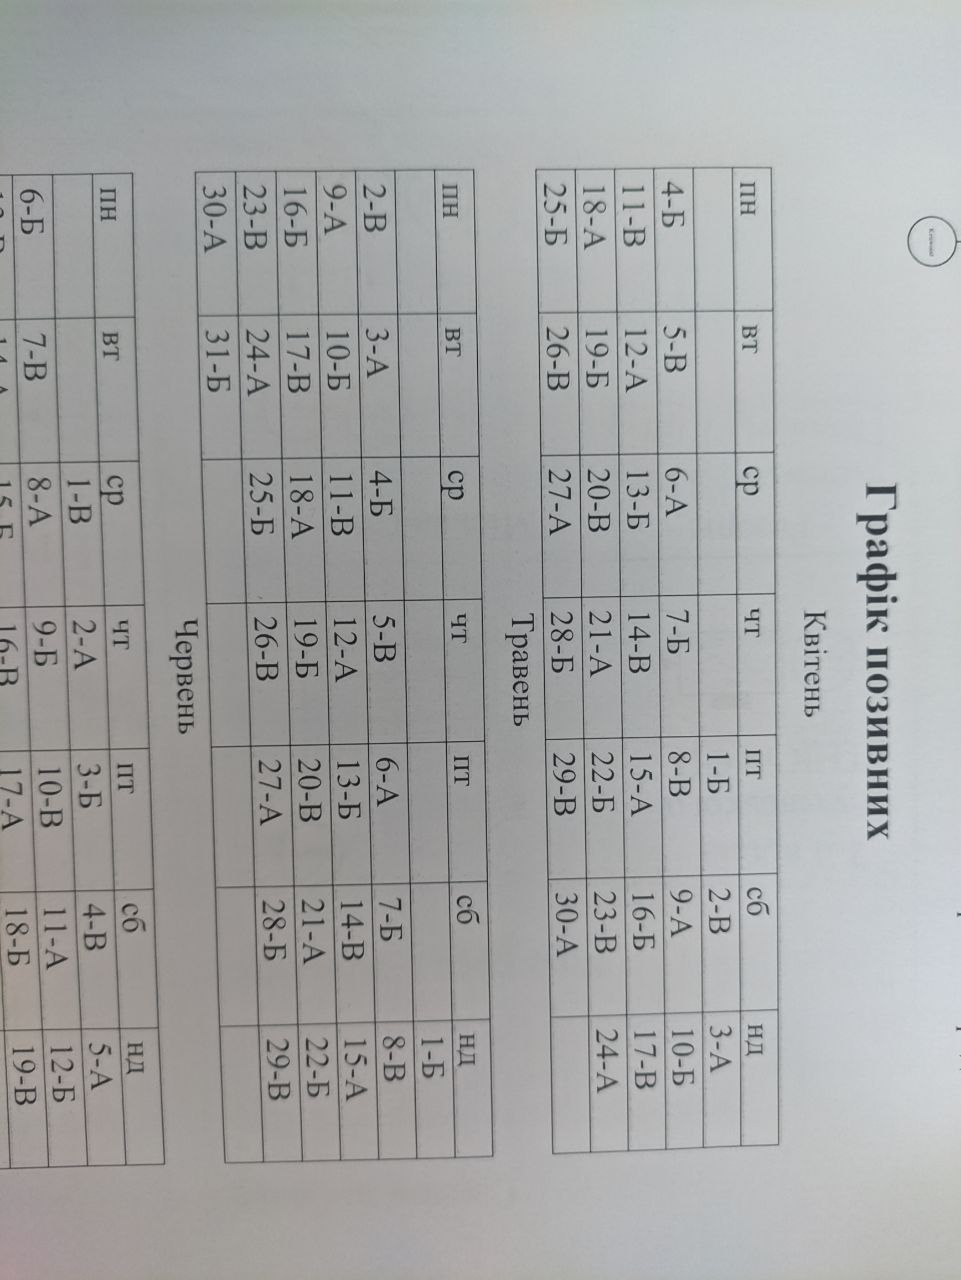 Графік позивних
Квітень
пн вт ср чт пт сб нд
1-Б 2-В 3-А
4-Б 5-В 6-А 7-Б 8-В 9-А 10-Б
11-В 12-А 13-Б 14-В 15-А 16-Б 17-В
18-А 19-Б 20-В 21-А 22-Б 23-В 24-А
25-Б 26-В 27-А 28-Б 29-В 30-А
Травень
пн вт ср чт пт сб нд
1-Б
2-В 3-А 4-Б 5-В 6-А 7-Б 8-В
9-А 10-Б 11-В 12-А 13-Б 14-В 15-А
16-Б 17-В 18-А 19-Б 20-В 21-А 22-Б
23-В 24-А 25-Б 26-В 27-А 28-Б 29-В
30-А 31-Б
Червень
пн вт ср чт пт сб нд
1-В 2-А 3-Б 4-В 5-А
6-Б 7-В 8-А 9-Б 10-В 11-А 12-Б
16-В 17-А 18-Б 19-В